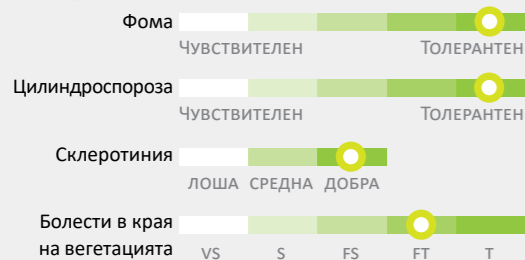 Фома
Чувствителен Толерантен
Цилиндроспороза
Чувствителен Толерантен
Склеротиния
лоша средна добра
Болести в края
на вегетацията
VS S FS FT T